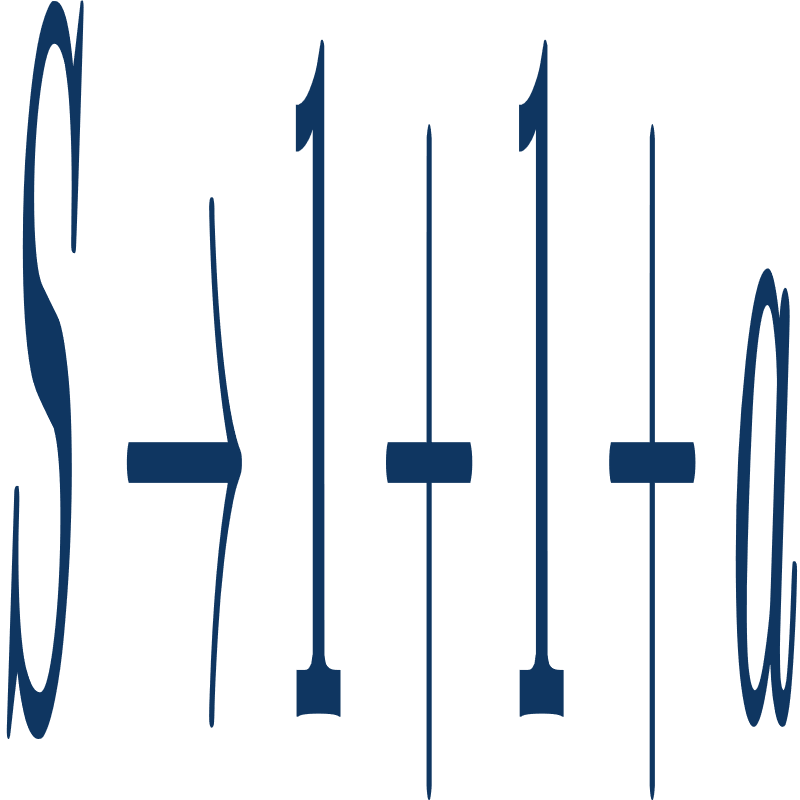 S → 1 + 1 + a